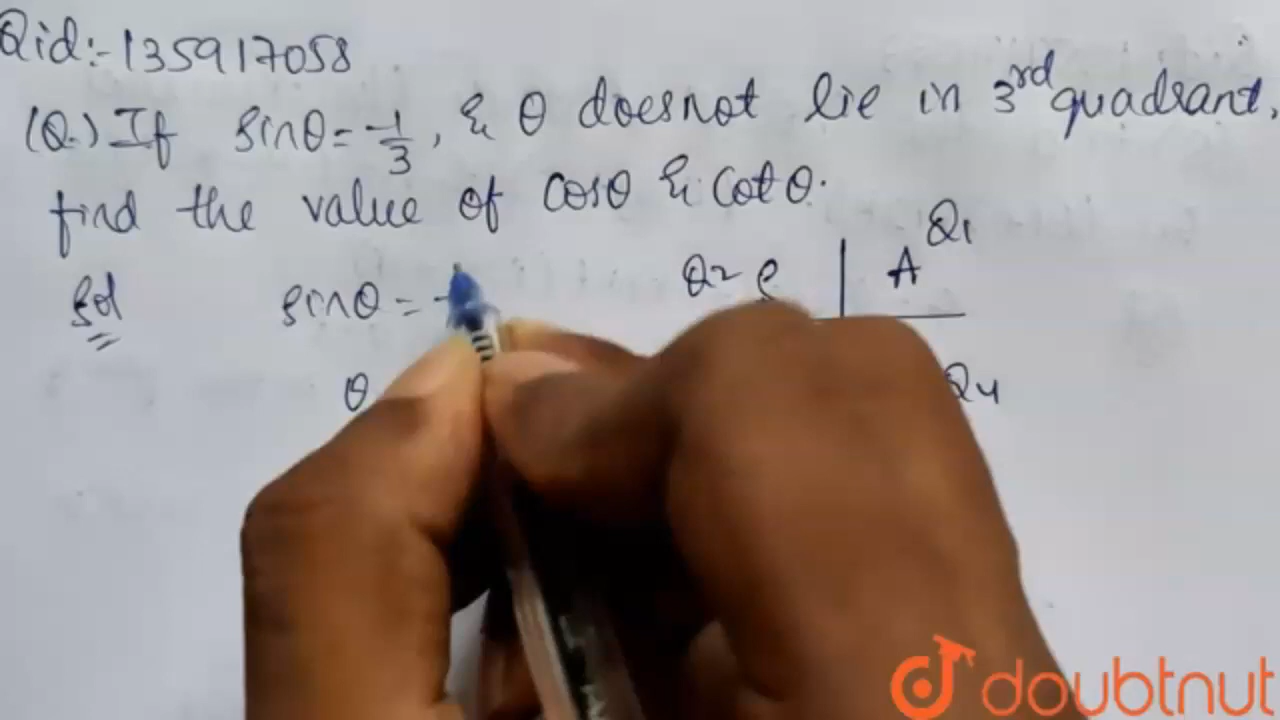 Qid:-135917058
(Q.) If sinθ = -1/3, & θ doesnot lie in 3rd quadrant,
find the value of cosθ & cotθ.
Sol sinθ = - Q2 S A Q1
θ Q4
doubtnut